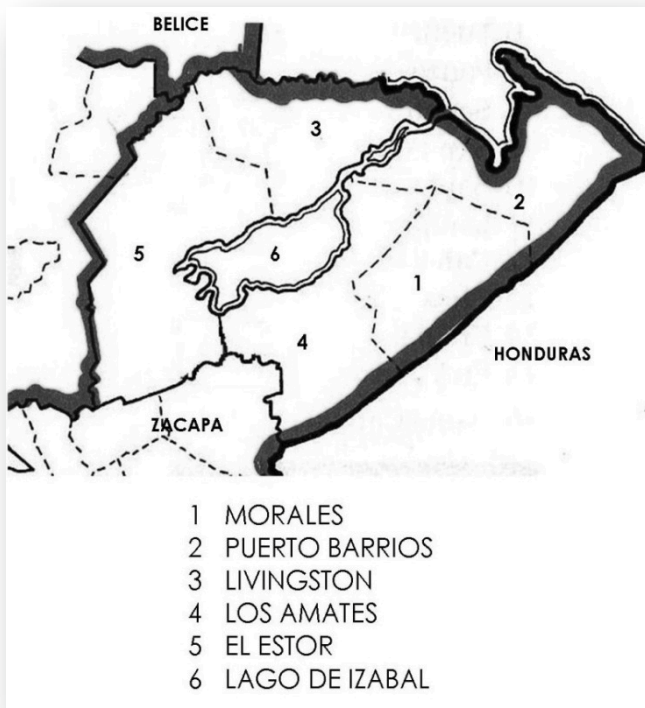 BELICE
3
2
5
6
1
4
HONDURAS
ZACAPA
1 MORALES
2 PUERTO BARRIOS
3 LIVINGSTON
4 LOS AMATES
5 EL ESTOR
6 LAGO DE IZABAL